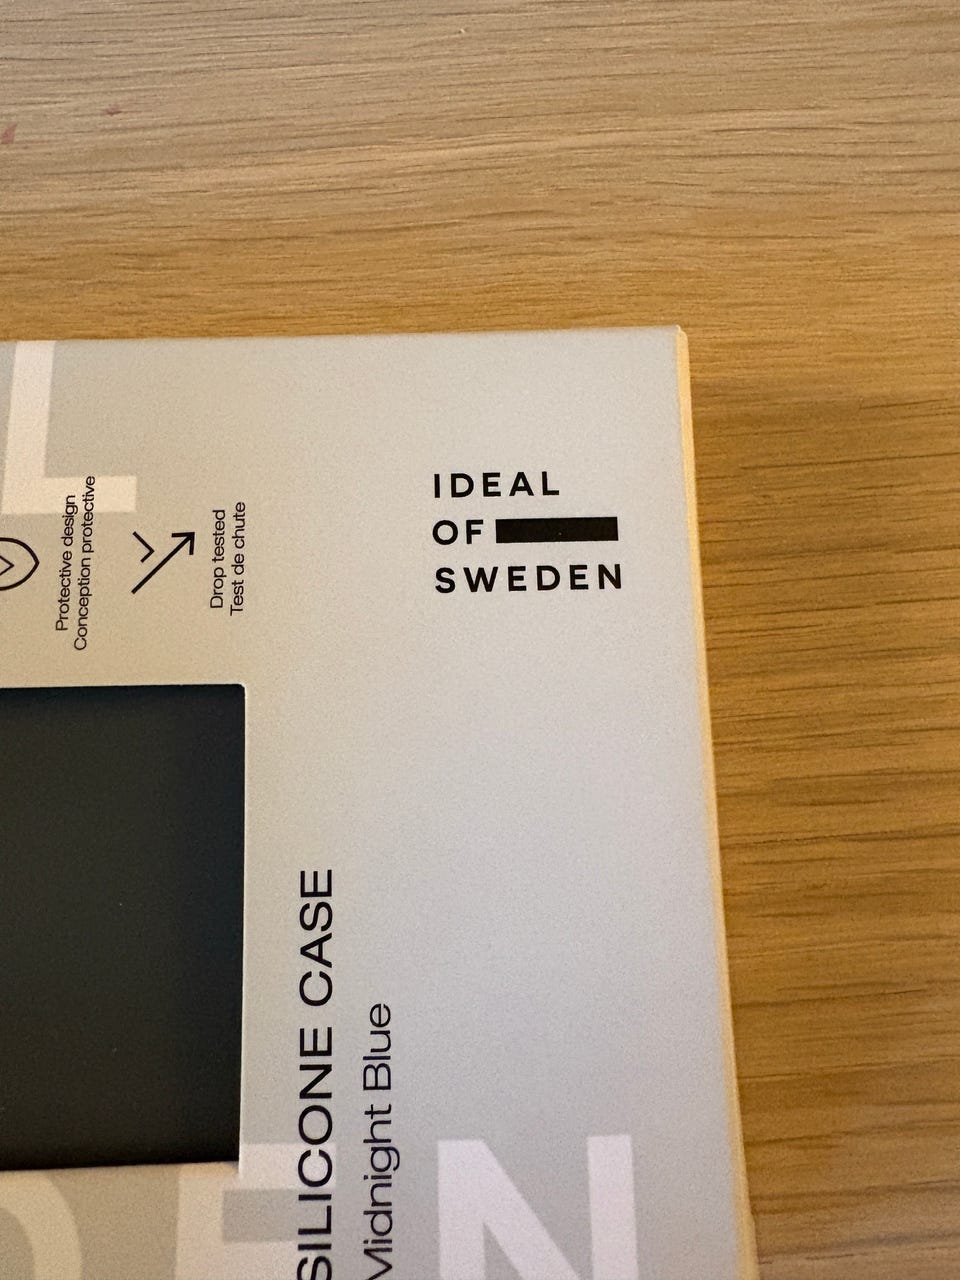 IDEAL
OF
SWEDEN
Protective design
Conception protective
Drop tested
Test de chute
SILICONE CASE
Midnight Blue